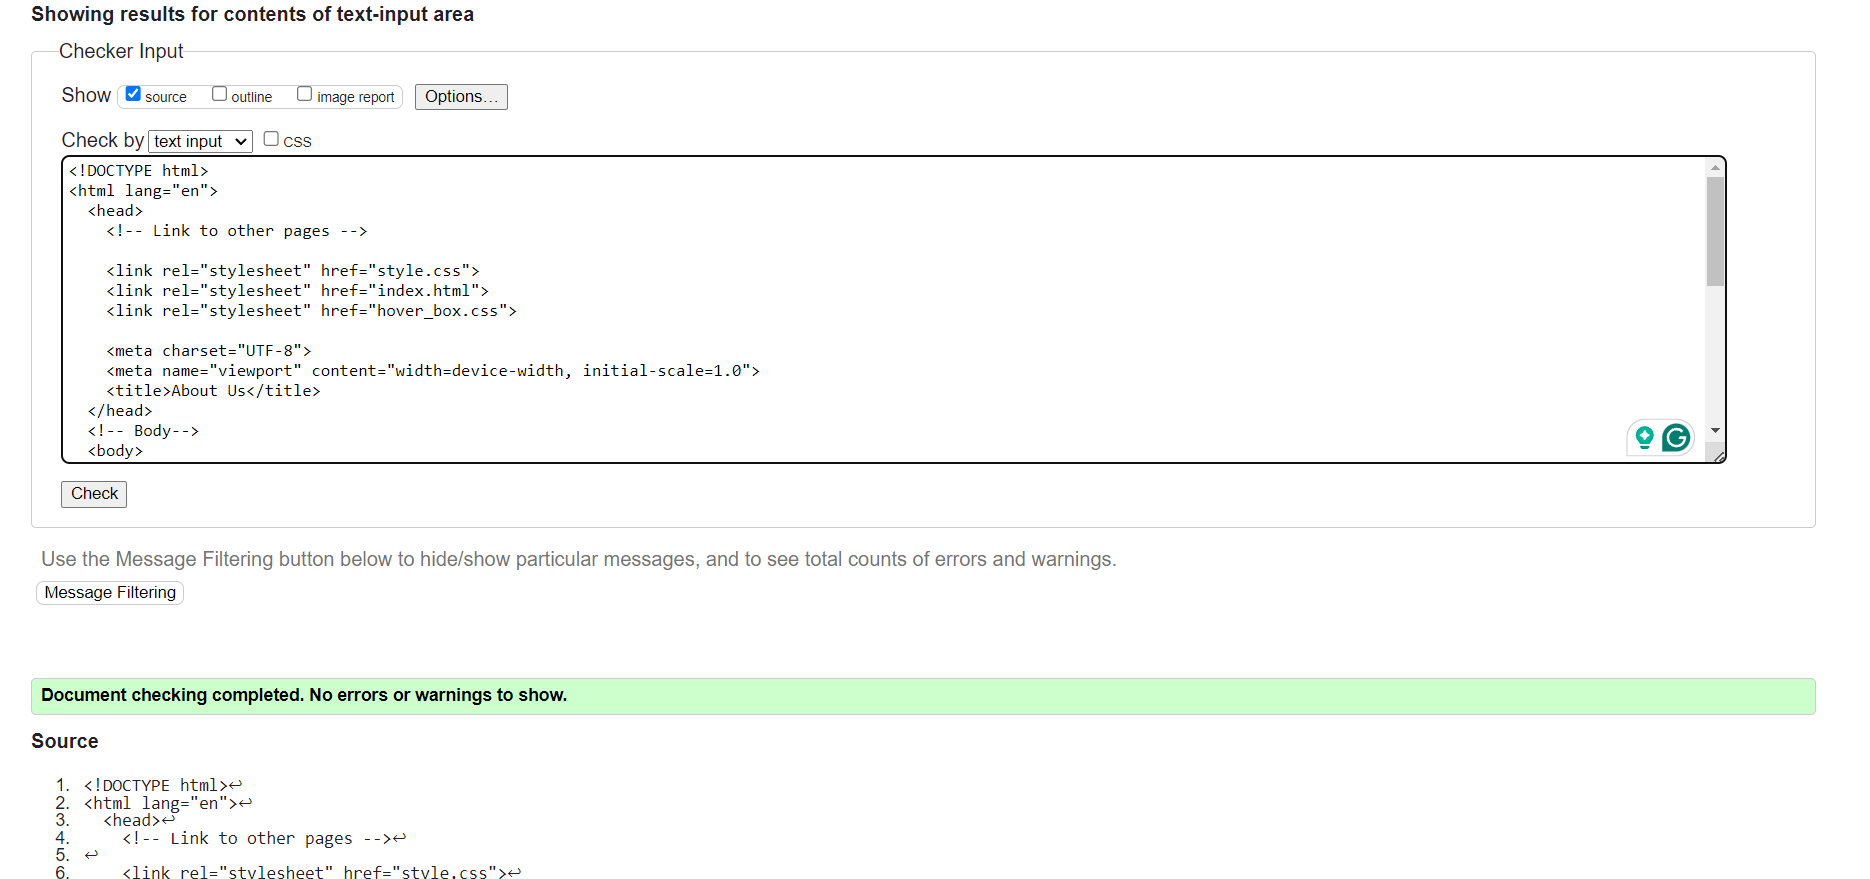 Showing results for contents of text-input area
Checker Input
Show source outline image report Options...
Check by text input CSS
<!DOCTYPE html>
<html lang="en">
  <head>
    <!-- Link to other pages -->

    <link rel="stylesheet" href="style.css">
    <link rel="stylesheet" href="index.html">
    <link rel="stylesheet" href="hover_box.css">

    <meta charset="UTF-8">
    <meta name="viewport" content="width=device-width, initial-scale=1.0">
    <title>About Us</title>
  </head>
  <!-- Body-->
  <body>
Check
Use the Message Filtering button below to hide/show particular messages, and to see total counts of errors and warnings.
Message Filtering
Document checking completed. No errors or warnings to show.
Source
1. <!DOCTYPE html>↩
2. <html lang="en">↩
3.   <head>↩
4.     <!-- Link to other pages -->↩
5. ↩
6.     <link rel="stylesheet" href="style.css">↩